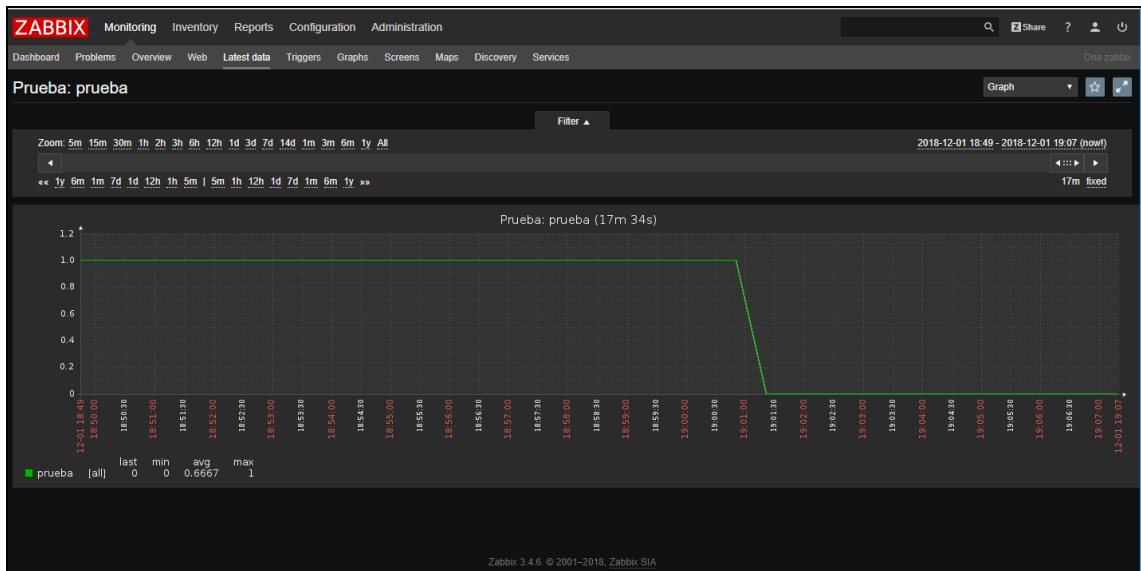 ZABBIX Monitoring Inventory Reports Configuration Administration Z Share ?
Dashboard Problems Overview Web Latest data Triggers Graphs Screens Maps Discovery Services Ona zabbix
Prueba: prueba Graph
Filter
Zoom: 5m 15m 30m 1h 2h 3h 6h 12h 1d 3d 7d 14d 1m 3m 6m 1y All 2018-12-01 18:49 - 2018-12-01 19:07 (now!)
«« 1y 6m 1m 7d 1d 12h 1h 5m | 5m 1h 12h 1d 7d 1m 6m 1y »» 17m fixed
Prueba: prueba (17m 34s)
1.2
1.0
0.8
0.6
0.4
0.2
0
12-01 18:49 18:50:00 18:50:30 18:51:00 18:51:30 18:52:00 18:52:30 18:53:00 18:53:30 18:54:00 18:54:30 18:55:00 18:55:30 18:56:00 18:56:30 18:57:00 18:57:30 18:58:00 18:58:30 18:59:00 18:59:30 19:00:00 19:00:30 19:01:00 19:01:30 19:02:00 19:02:30 19:03:00 19:03:30 19:04:00 19:04:30 19:05:00 19:05:30 19:06:00 19:06:30 19:07:00 12-01 19:07
last min avg max
prueba [all] 0 0 0.6667 1
Zabbix 3.4.6. © 2001–2018, Zabbix SIA